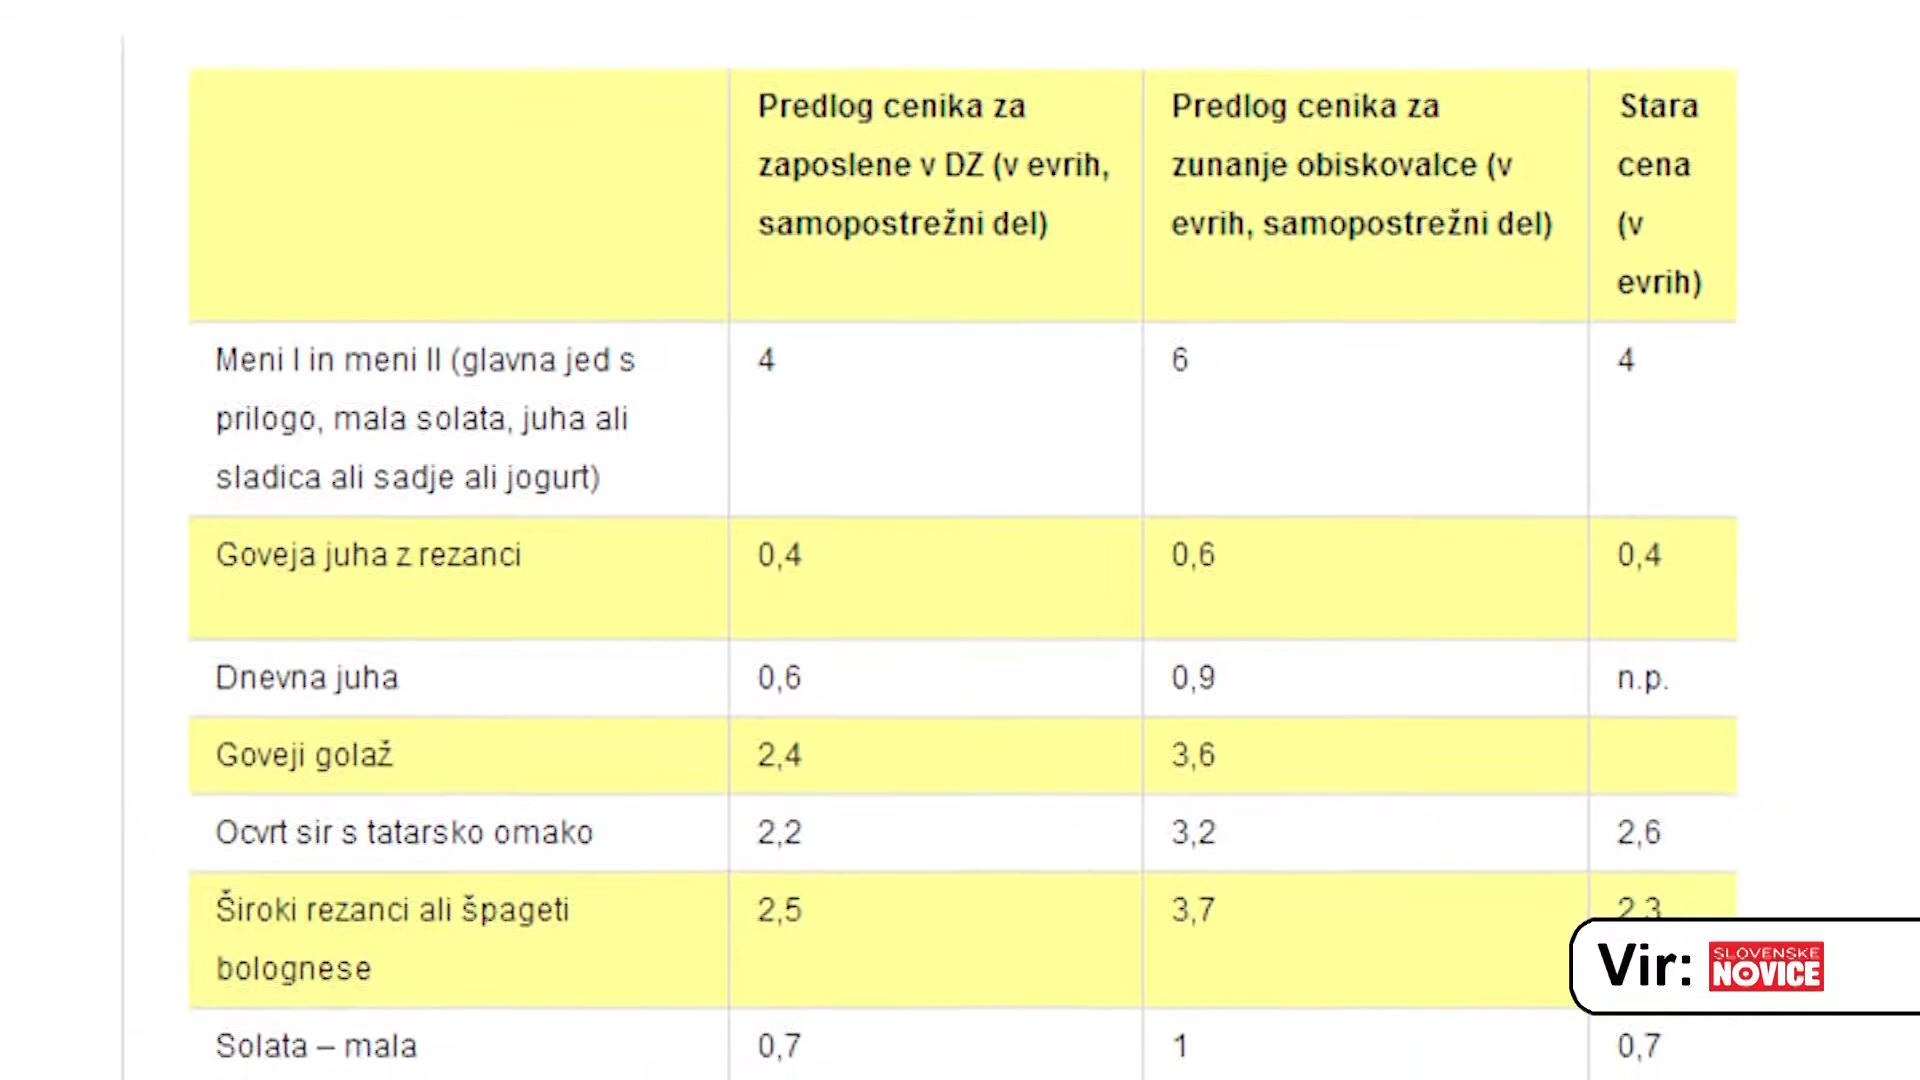 Predlog cenika za
zaposlene v DZ (v evrih,
samopostrežni del)
Predlog cenika za
zunanje obiskovalce (v
evrih, samopostrežni del)
Stara
cena
(v
evrih)
Meni I in meni II (glavna jed s
prilogo, mala solata, juha ali
sladica ali sadje ali jogurt)
4
6
4
Goveja juha z rezanci
0,4
0,6
0,4
Dnevna juha
0,6
0,9
n.p.
Goveji golaž
2,4
3,6
Ocvrt sir s tatarsko omako
2,2
3,2
2,6
Široki rezanci ali špageti
bolognese
2,5
3,7
2,3
Solata – mala
0,7
1
0,7
Vir:
SLOVENSKE
NOVICE